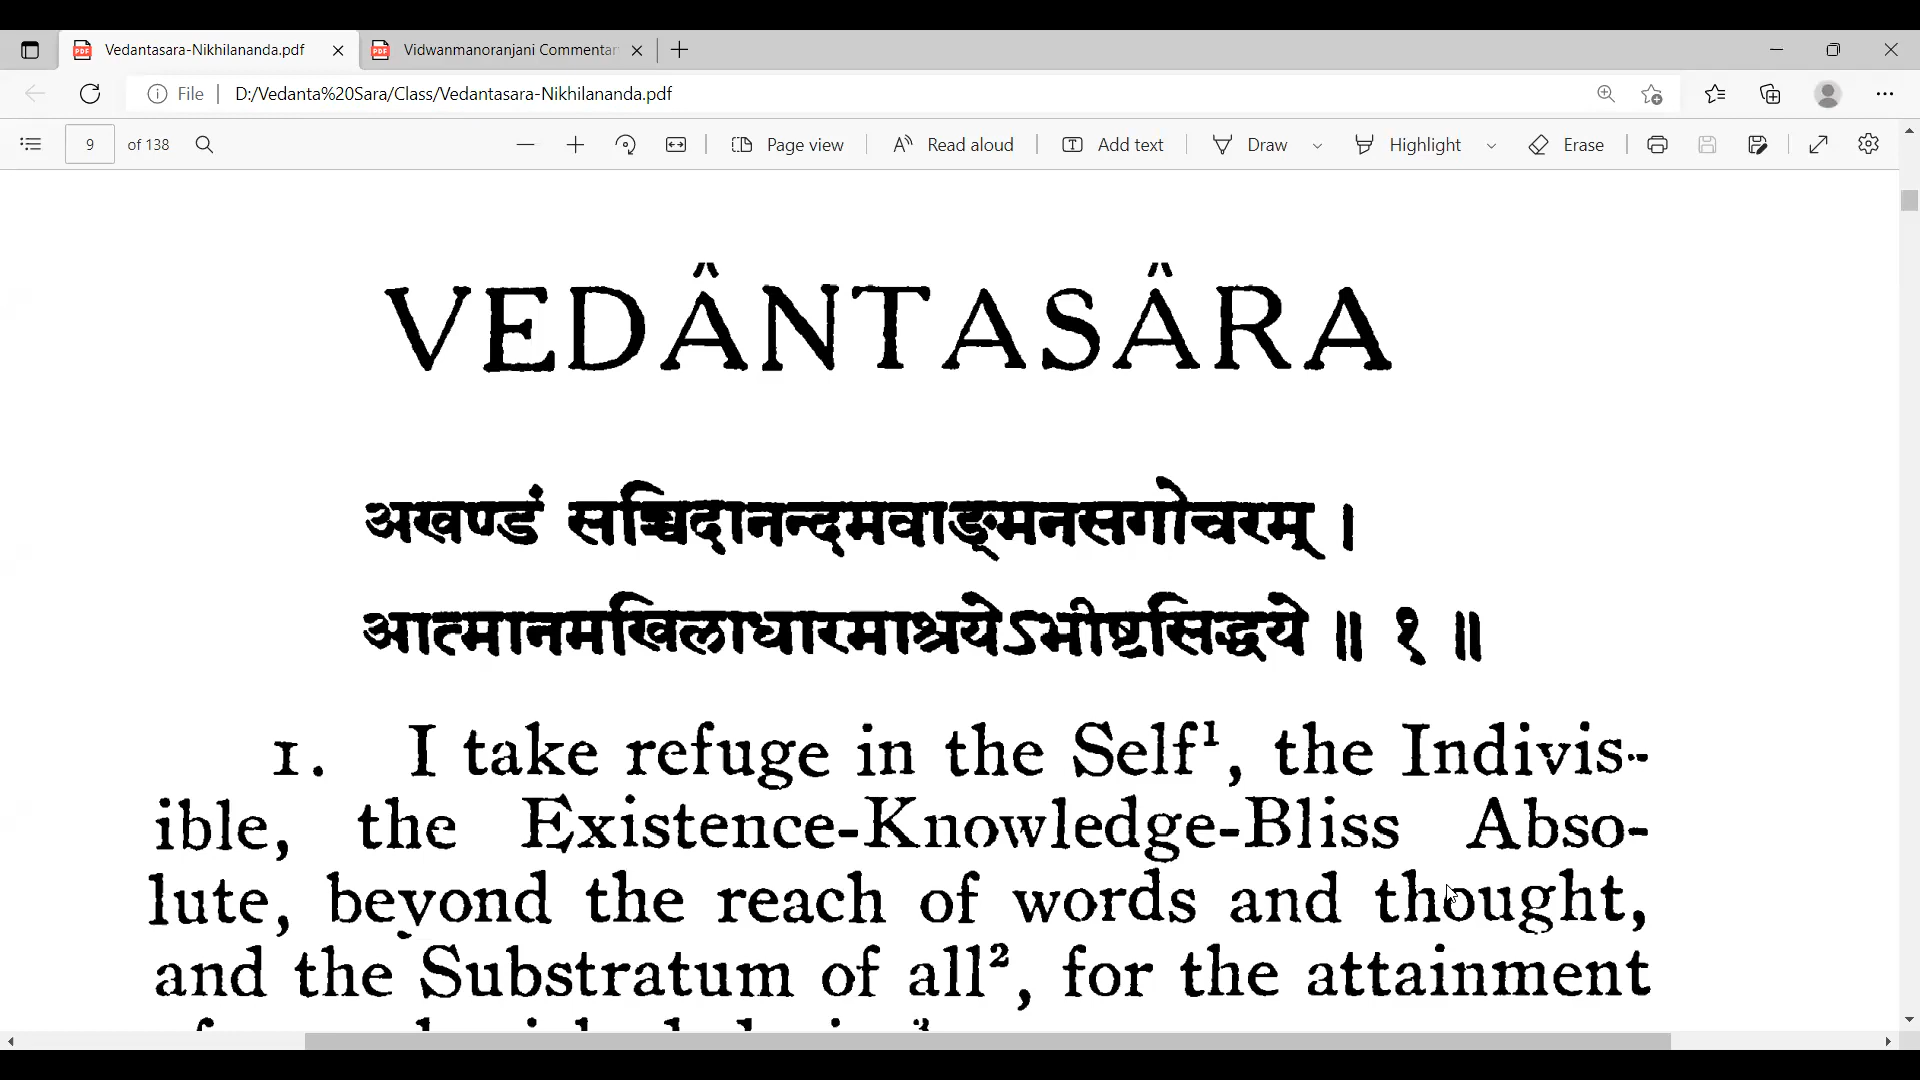 Vedantasara-Nikhilananda.pdf
Vidwanmanoranjani Commentar
File
D:/Vedanta%20Sara/Class/Vedantasara-Nikhilananda.pdf
9 of 138
Page view
Read aloud
Add text
Draw
Highlight
Erase
VEDÂNTASÂRA
अखण्डं सच्चिदानन्दमवाङ्मनसगोचरम् ।
आत्मानमखिलाधारमाश्रयेऽभीष्टसिद्धये ॥ १ ॥
1. I take refuge in the Self¹, the Indivis-
ible, the Existence-Knowledge-Bliss Abso-
lute, beyond the reach of words and thought,
and the Substratum of all², for the attainment